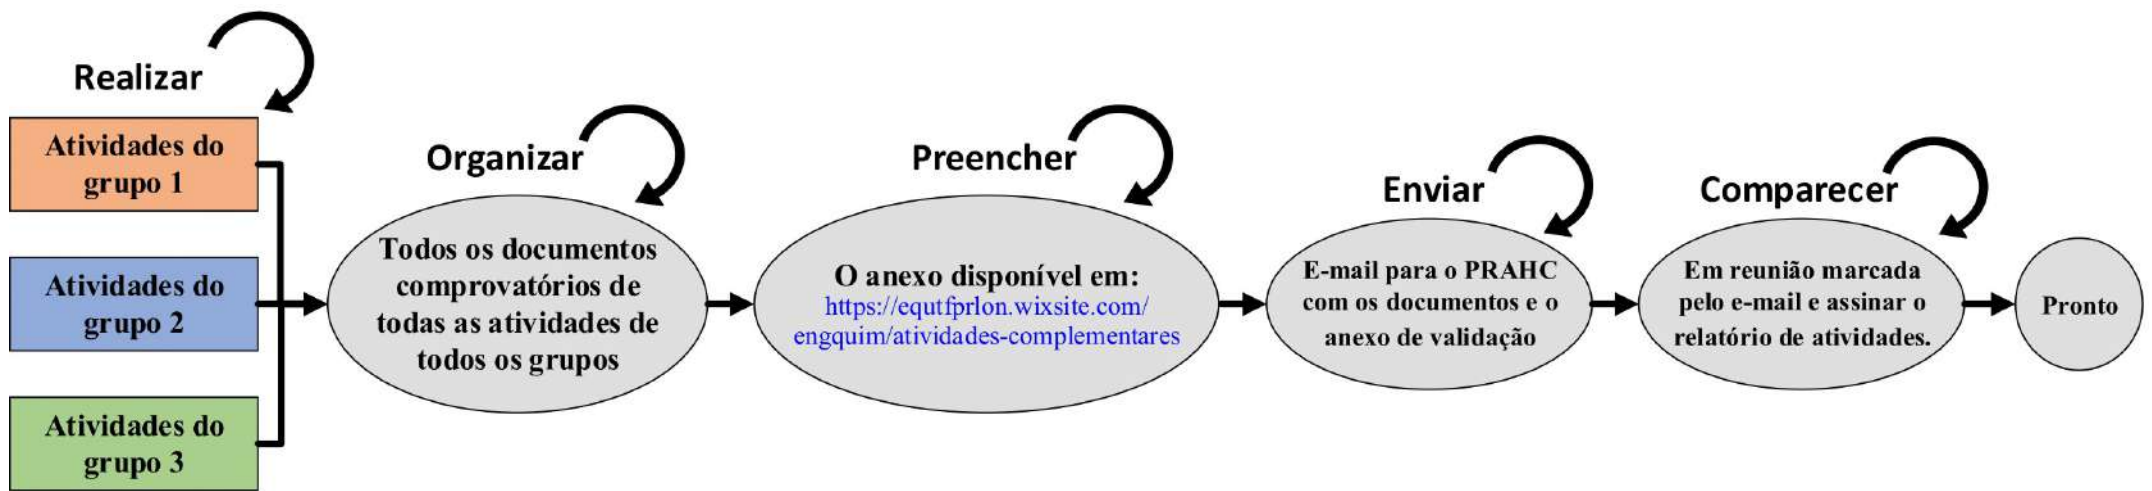 Realizar
Atividades do
grupo 1
Atividades do
grupo 2
Atividades do
grupo 3
Organizar
Todos os documentos
comprovatórios de
todas as atividades de
todos os grupos
Preencher
O anexo disponível em:
https://equtfprlon.wixsite.com/
engquim/atividades-complementares
Enviar
E-mail para o PRAHC
com os documentos e o
anexo de validação
Comparecer
Em reunião marcada
pelo e-mail e assinar o
relatório de atividades.
Pronto